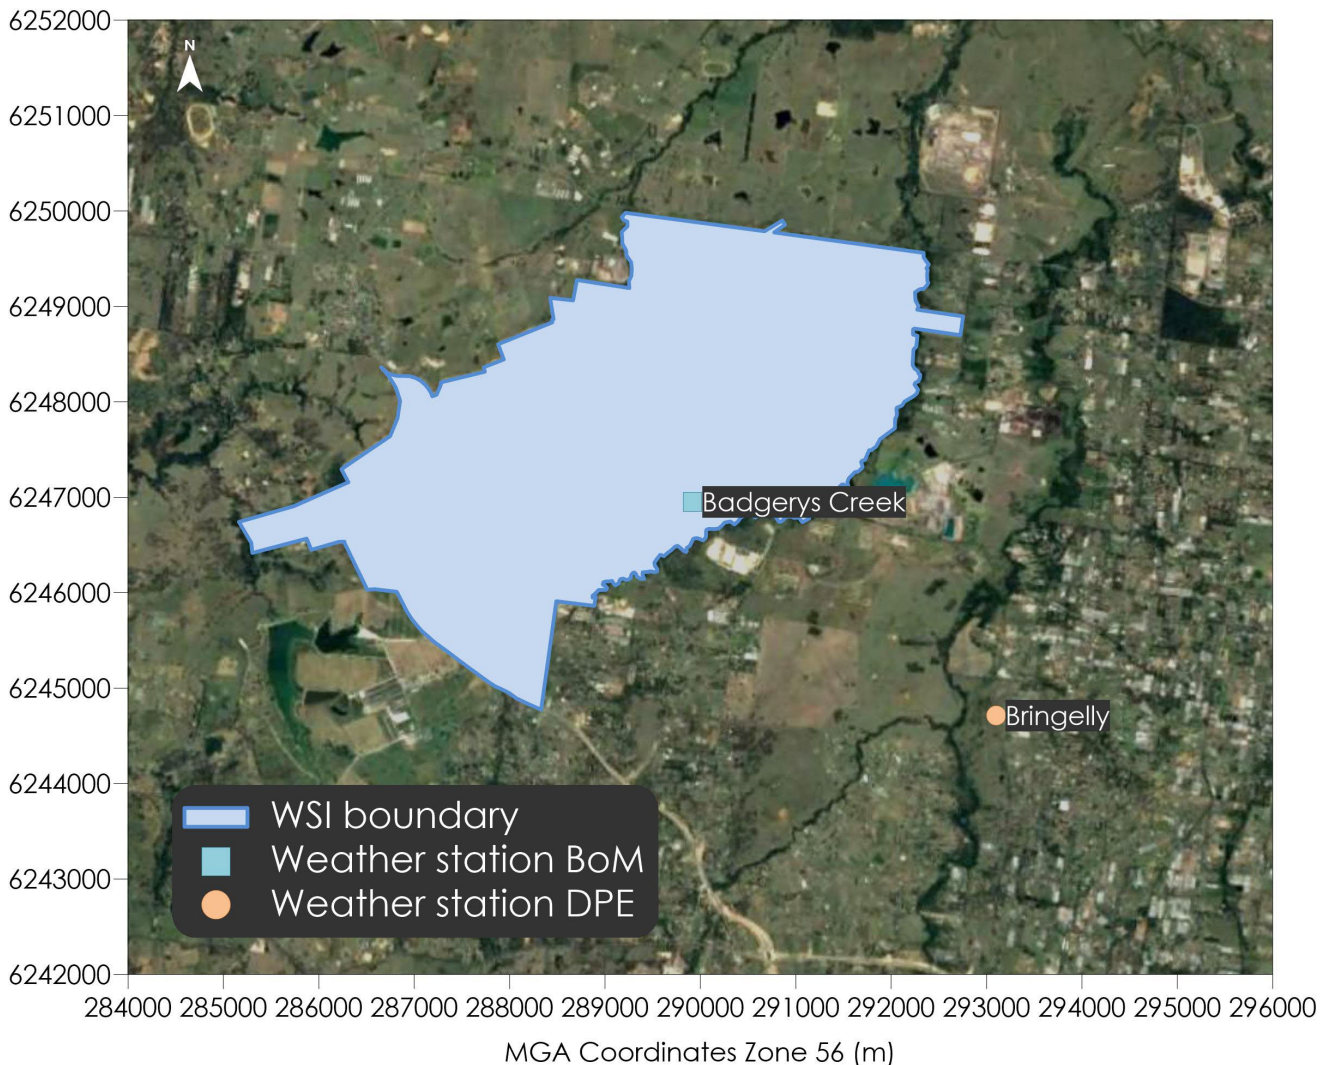 6252000
N
6251000
6250000
6249000
6248000
6247000
Badgerys Creek
6246000
6245000
Bringelly
6244000
WSI boundary
Weather station BoM
6243000
Weather station DPE
6242000
284000 285000 286000 287000 288000 289000 290000 291000 292000 293000 294000 295000 296000
MGA Coordinates Zone 56 (m)